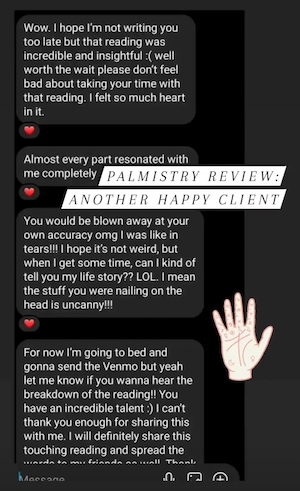 Wow. I hope I'm not writing you
too late but that reading was
incredible and insightful :( well
worth the wait please don't feel
bad about taking your time with
that reading. I felt so much heart
in it.
Almost every part resonated with
me completely
PALMISTRY REVIEW:
ANOTHER HAPPY CLIENT
You would be blown away at your
own accuracy omg I was like in
tears!!! I hope it's not weird, but
when I get some time, can I kind of
tell you my life story?? LOL. I mean
the stuff you were nailing on the
head is uncanny!!!
For now I'm going to bed and
gonna send the Venmo but yeah
let me know if you wanna hear the
breakdown of the reading!! You
have an incredible talent :) I can't
thank you enough for sharing this
with me. I will definitely share this
touching reading and spread the
words to my friends as well. Thank
Message